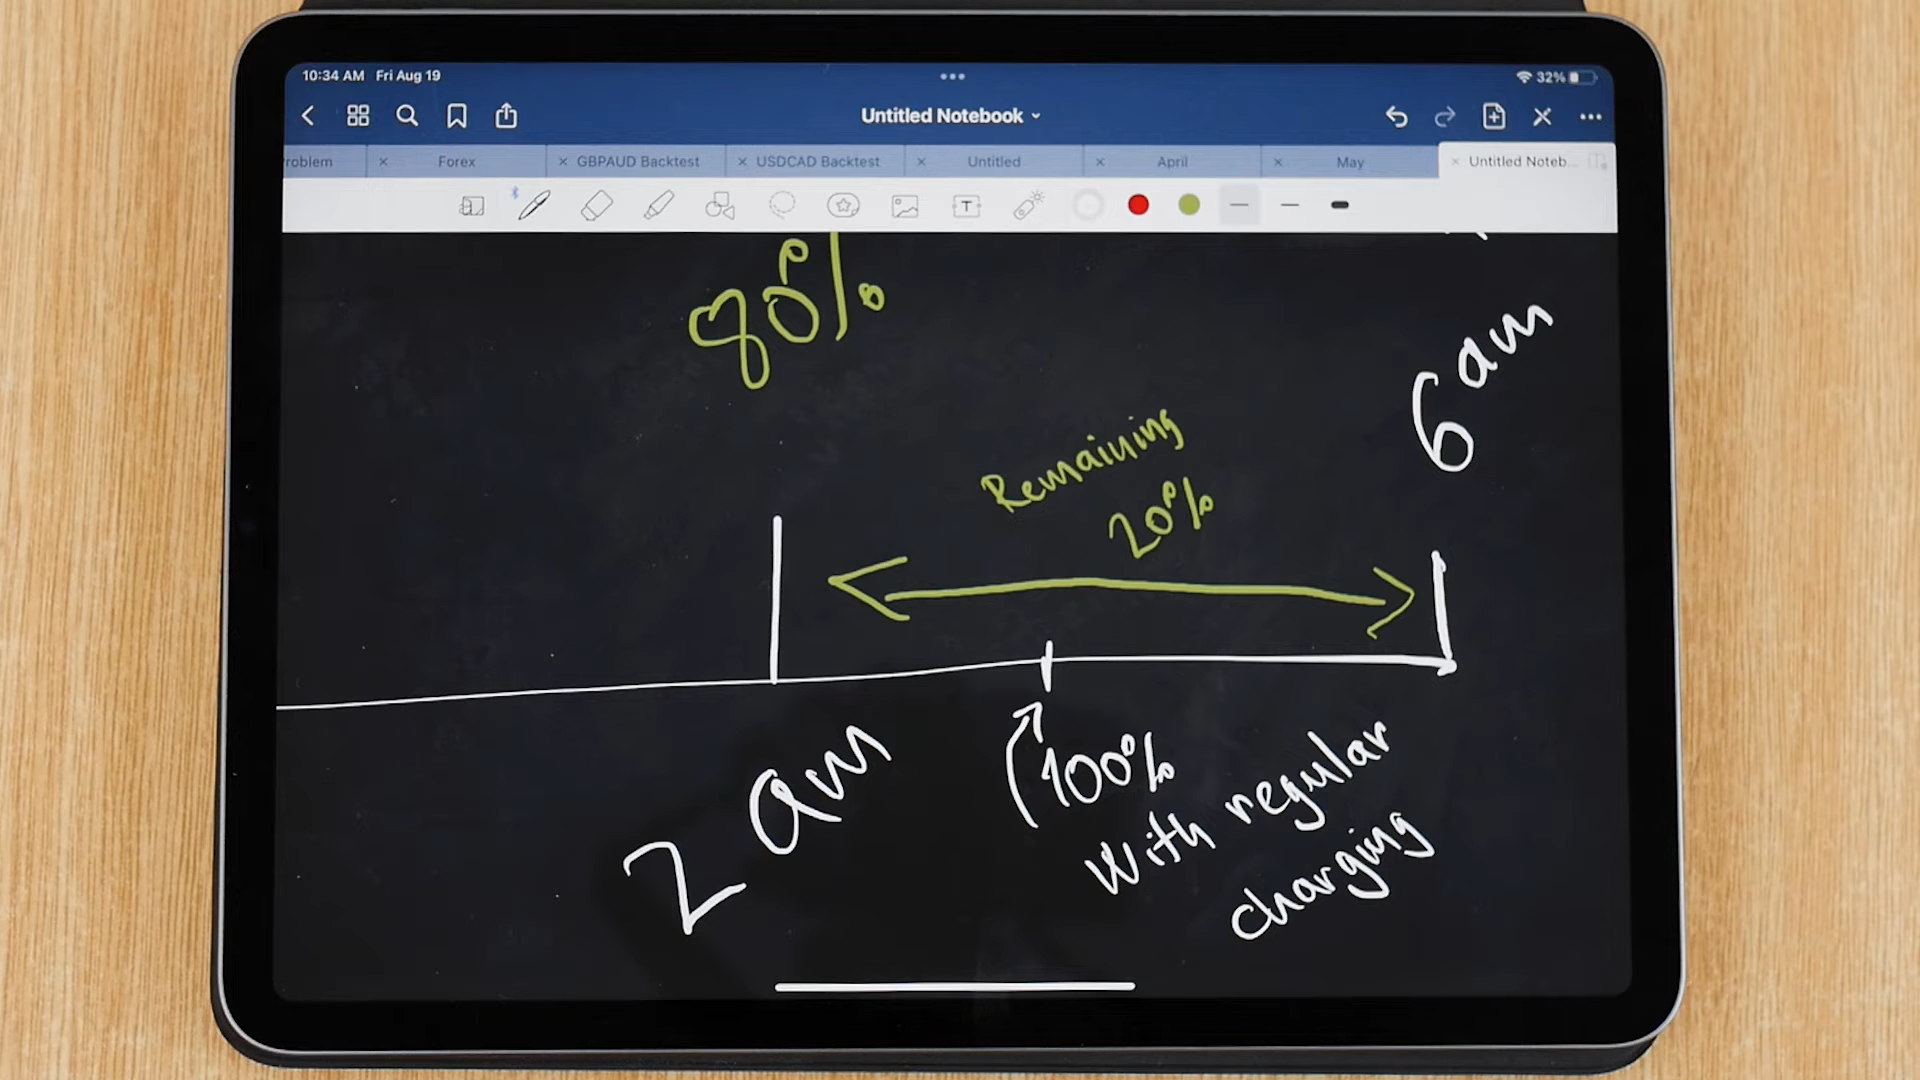 10:34 AM Fri Aug 19
32%
Untitled Notebook
roblem
Forex
GBPAUD Backtest
USDCAD Backtest
Untitled
April
May
Untitled Noteb...
T
80%
6 am
Remaining
20%
2 am
100%
with regular
charging